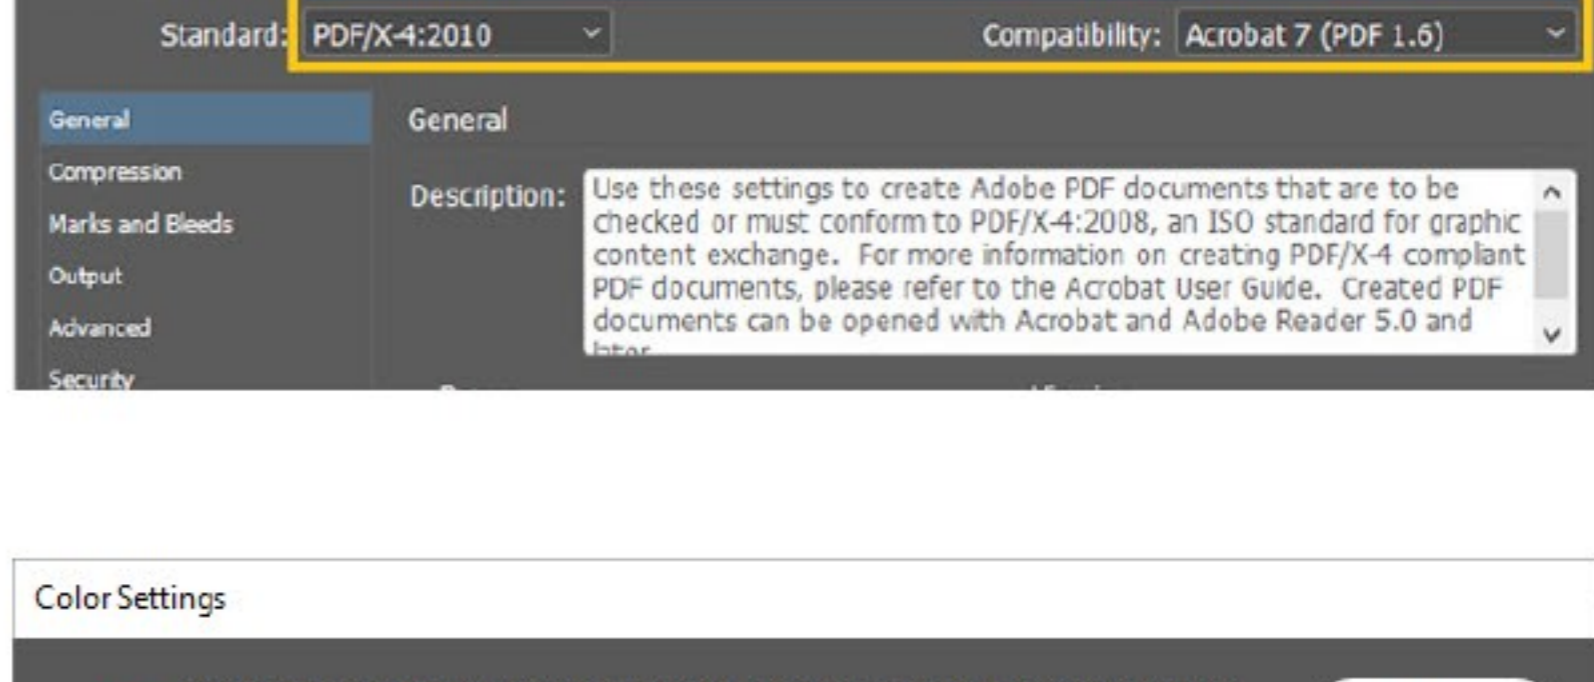 Standard: PDF/X-4:2010 Compatibility: Acrobat 7 (PDF 1.6)
General
General
Compression
Marks and Bleeds
Output
Advanced
Security
Description:
Use these settings to create Adobe PDF documents that are to be
checked or must conform to PDF/X-4:2008, an ISO standard for graphic
content exchange. For more information on creating PDF/X-4 compliant
PDF documents, please refer to the Acrobat User Guide. Created PDF
documents can be opened with Acrobat and Adobe Reader 5.0 and
Color Settings